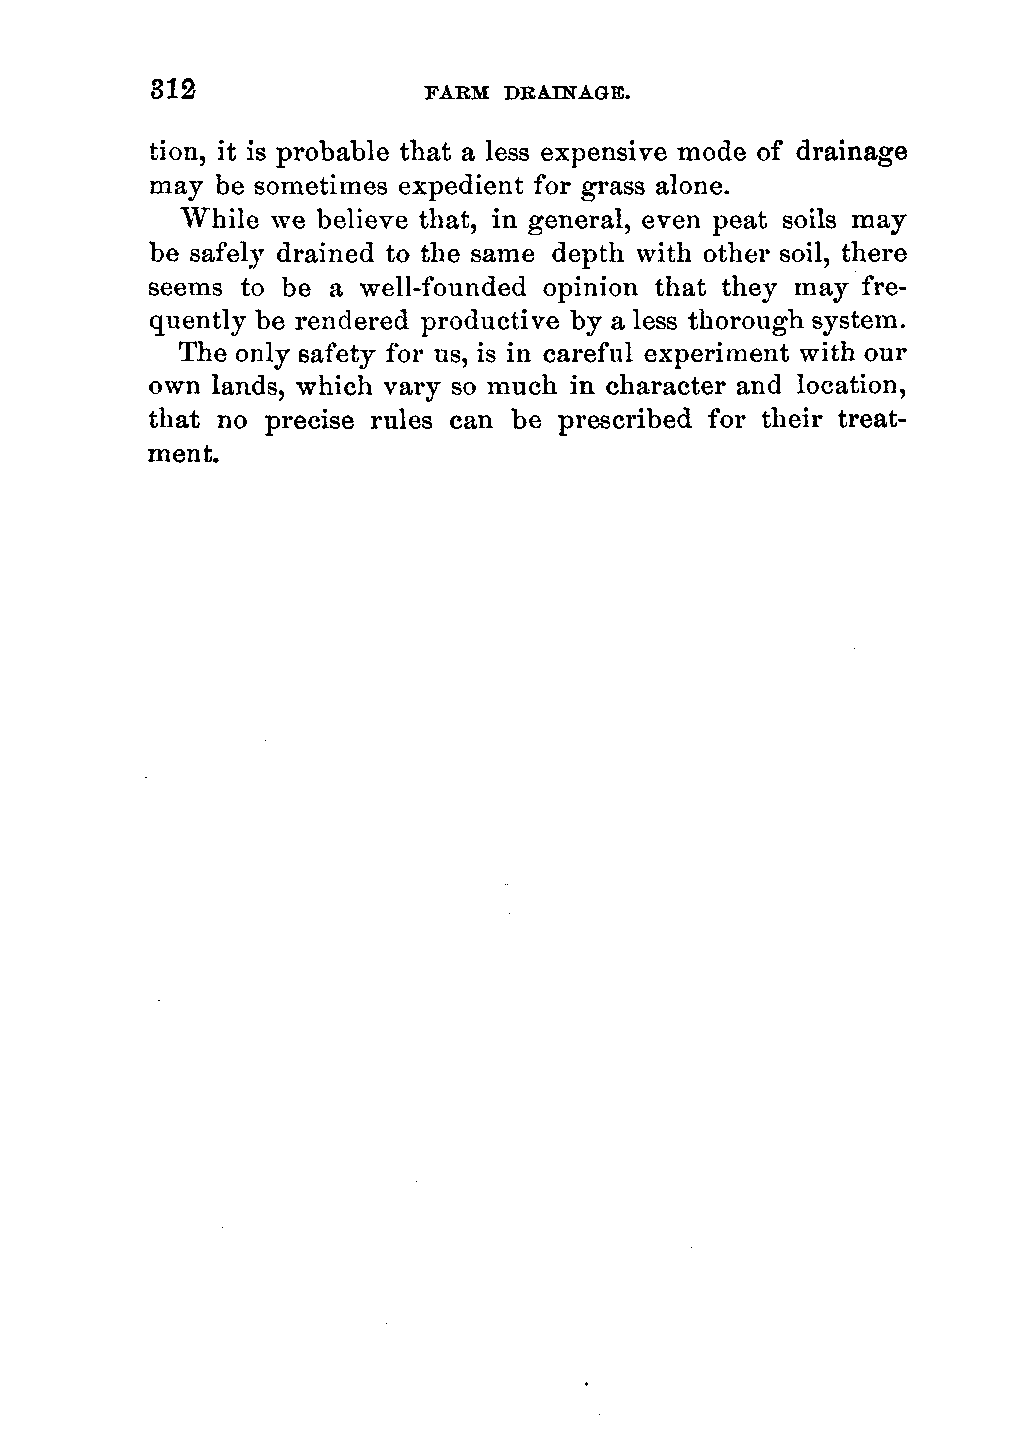 312 FARM DRAINAGE.
tion, it is probable that a less expensive mode of drainage
may be sometimes expedient for grass alone.
While we believe that, in general, even peat soils may
be safely drained to the same depth with other soil, there
seems to be a well-founded opinion that they may fre-
quently be rendered productive by a less thorough system.
The only safety for us, is in careful experiment with our
own lands, which vary so much in character and location,
that no precise rules can be prescribed for their treat-
ment.